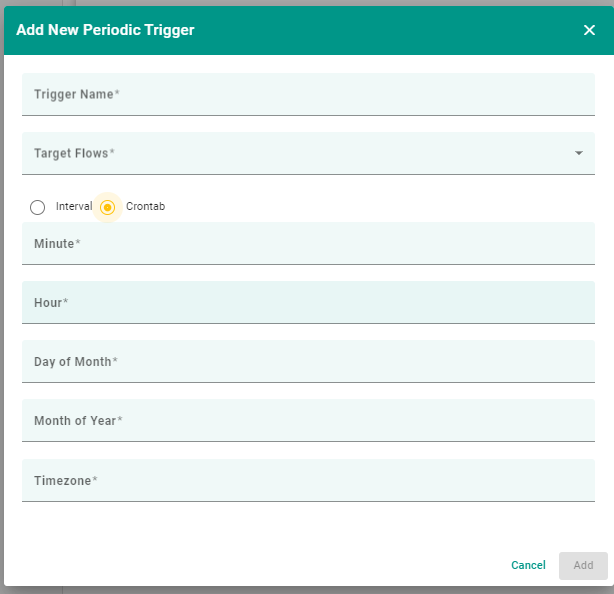 Add New Periodic Trigger
Trigger Name*
Target Flows*
Interval Crontab
Minute*
Hour*
Day of Month*
Month of Year*
Timezone*
Cancel Add